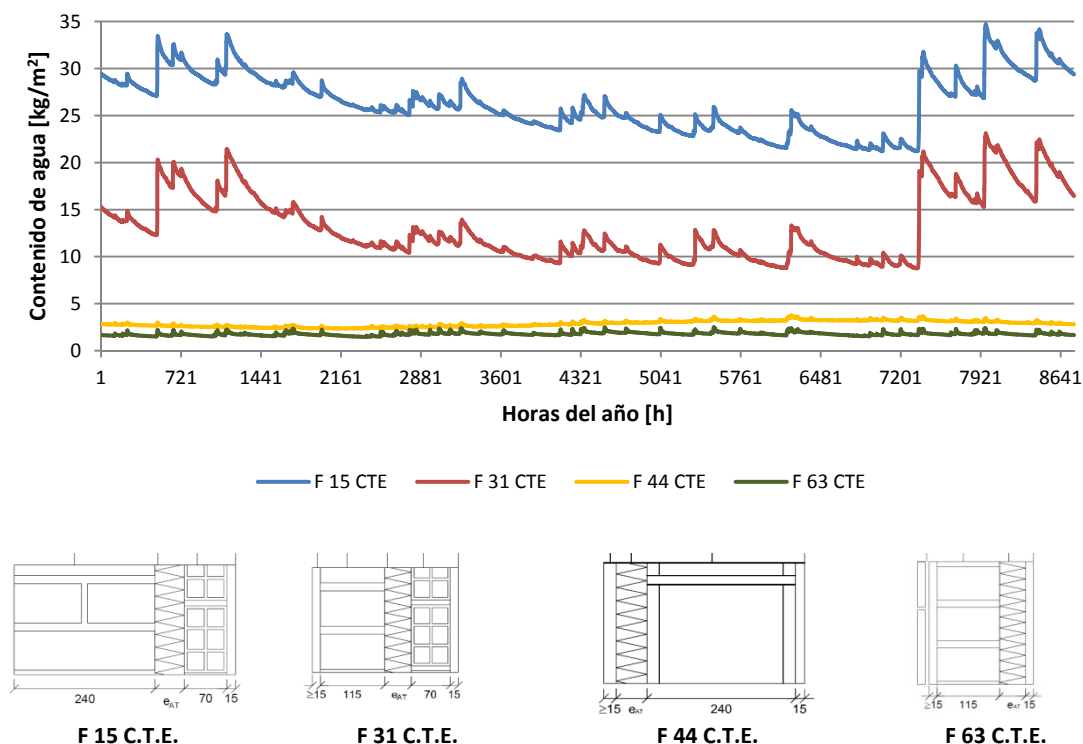 35
30
25
20
15
10
5
0
Contenido de agua [kg/m²]
1 721 1441 2161 2881 3601 4321 5041 5761 6481 7201 7921 8641
Horas del año [h]
F 15 CTE F 31 CTE F 44 CTE F 63 CTE
240 eAT 70 15
≥15 115 eAT 70 15
≥15 eAT 240 15
≥15 115 eAT 15
F 15 C.T.E. F 31 C.T.E. F 44 C.T.E. F 63 C.T.E.